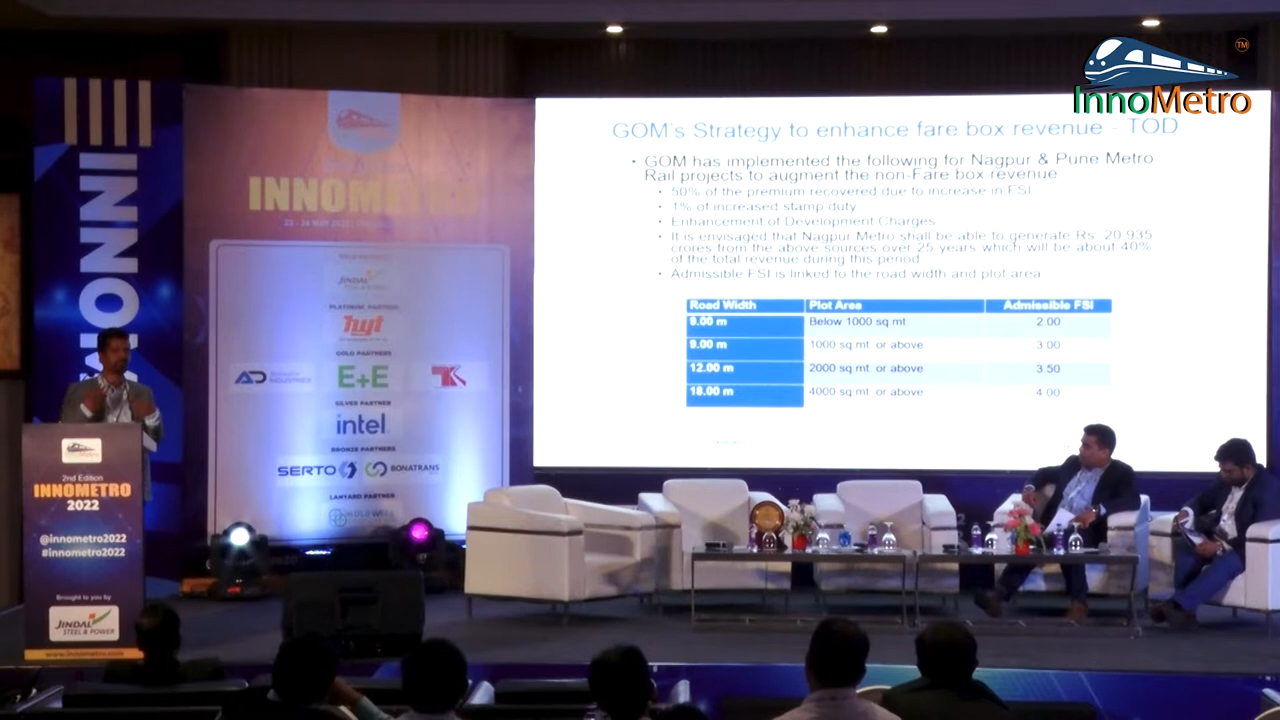 InnoMetro
TM
GOM's Strategy to enhance fare box revenue - TOD
• GOM has implemented the following for Nagpur & Pune Metro
Rail projects to augment the non-Fare box revenue
• 50% of the premium recovered due to increase in FSI
• 1% of increased stamp duty
• Enhancement of Development Charges
• It is envisaged that Nagpur Metro shall be able to generate Rs. 20,935
crores from the above sources over 25 years which will be about 40%
of the total revenue during this period
• Admissible FSI is linked to the road width and plot area
Road Width Plot Area Admissible FSI
9.00 m Below 1000 sq.mt 2.00
9.00 m 1000 sq.mt. or above 3.00
12.00 m 2000 sq.mt. or above 3.50
18.00 m 4000 sq.mt. or above 4.00
INNOM
INNOMETRO
JINDAL
PLATINUM PARTNER
hyt
GOLD PARTNERS
AD
E+E
TK
SILVER PARTNER
intel
BRONZE PARTNERS
SERTO
BONATRANS
LANYARD PARTNER
2nd Edition
INNOMETRO
2022
@innometro2022
#innometro2022
Brought to you by
JINDAL
STEEL & POWER
www.innometro.com